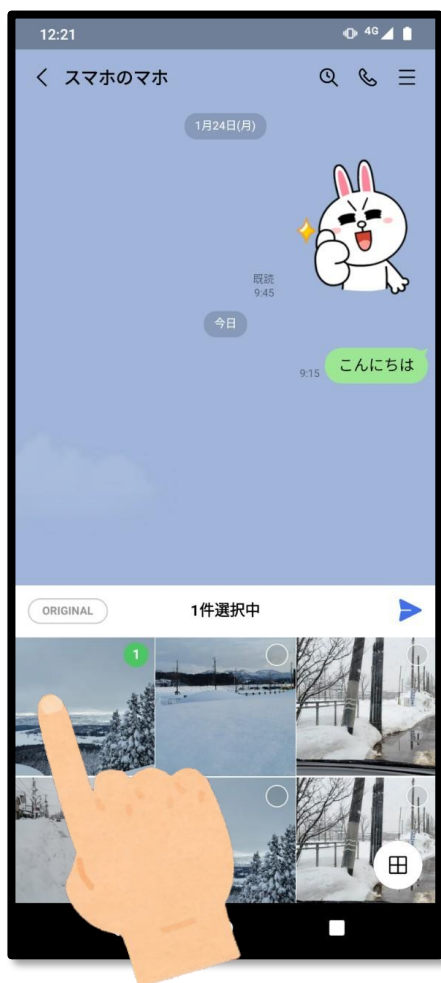 12:21 4G
スマホのマホ
1月24日(月)
既読
9:45
今日
9:15 こんにちは
ORIGINAL 1件選択中
1